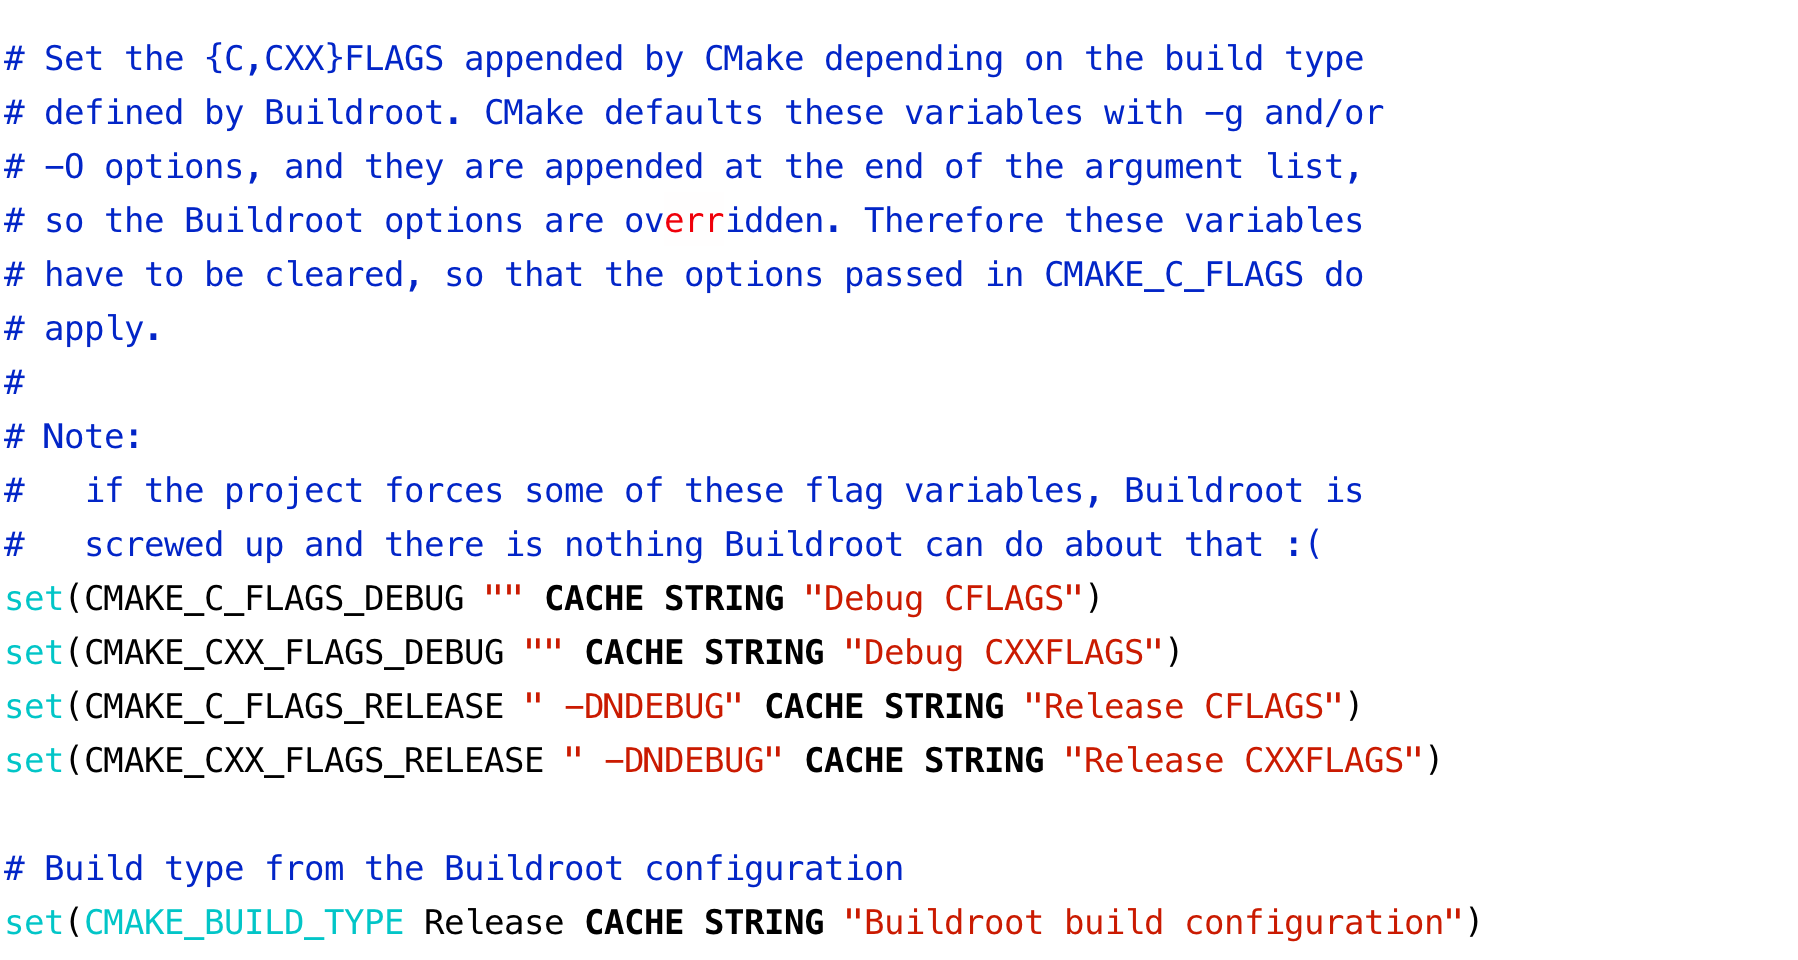 # Set the {C,CXX}FLAGS appended by CMake depending on the build type
# defined by Buildroot. CMake defaults these variables with -g and/or
# -O options, and they are appended at the end of the argument list,
# so the Buildroot options are overridden. Therefore these variables
# have to be cleared, so that the options passed in CMAKE_C_FLAGS do
# apply.
#
# Note:
#   if the project forces some of these flag variables, Buildroot is
#   screwed up and there is nothing Buildroot can do about that :(
set(CMAKE_C_FLAGS_DEBUG "" CACHE STRING "Debug CFLAGS")
set(CMAKE_CXX_FLAGS_DEBUG "" CACHE STRING "Debug CXXFLAGS")
set(CMAKE_C_FLAGS_RELEASE " -DNDEBUG" CACHE STRING "Release CFLAGS")
set(CMAKE_CXX_FLAGS_RELEASE " -DNDEBUG" CACHE STRING "Release CXXFLAGS")

# Build type from the Buildroot configuration
set(CMAKE_BUILD_TYPE Release CACHE STRING "Buildroot build configuration")